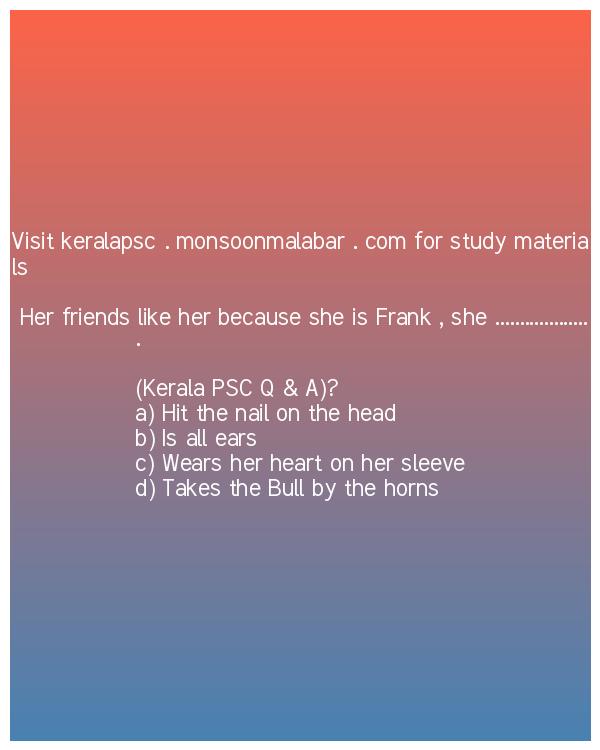 Visit keralapsc . monsoonmalabar . com for study materia
ls
Her friends like her because she is Frank , she ...................
.
(Kerala PSC Q & A)?
a) Hit the nail on the head
b) Is all ears
c) Wears her heart on her sleeve
d) Takes the Bull by the horns